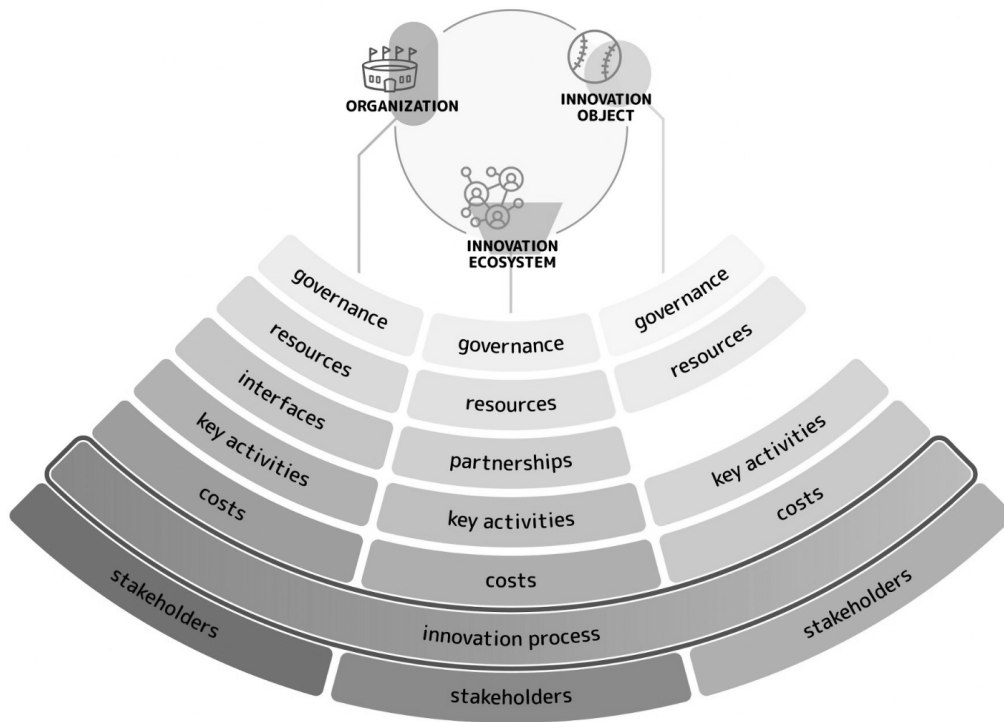 ORGANIZATION
INNOVATION
OBJECT
INNOVATION
ECOSYSTEM
governance
governance
governance
resources
resources
resources
interfaces
partnerships
key activities
key activities
key activities
costs
costs
costs
innovation process
stakeholders
stakeholders
stakeholders